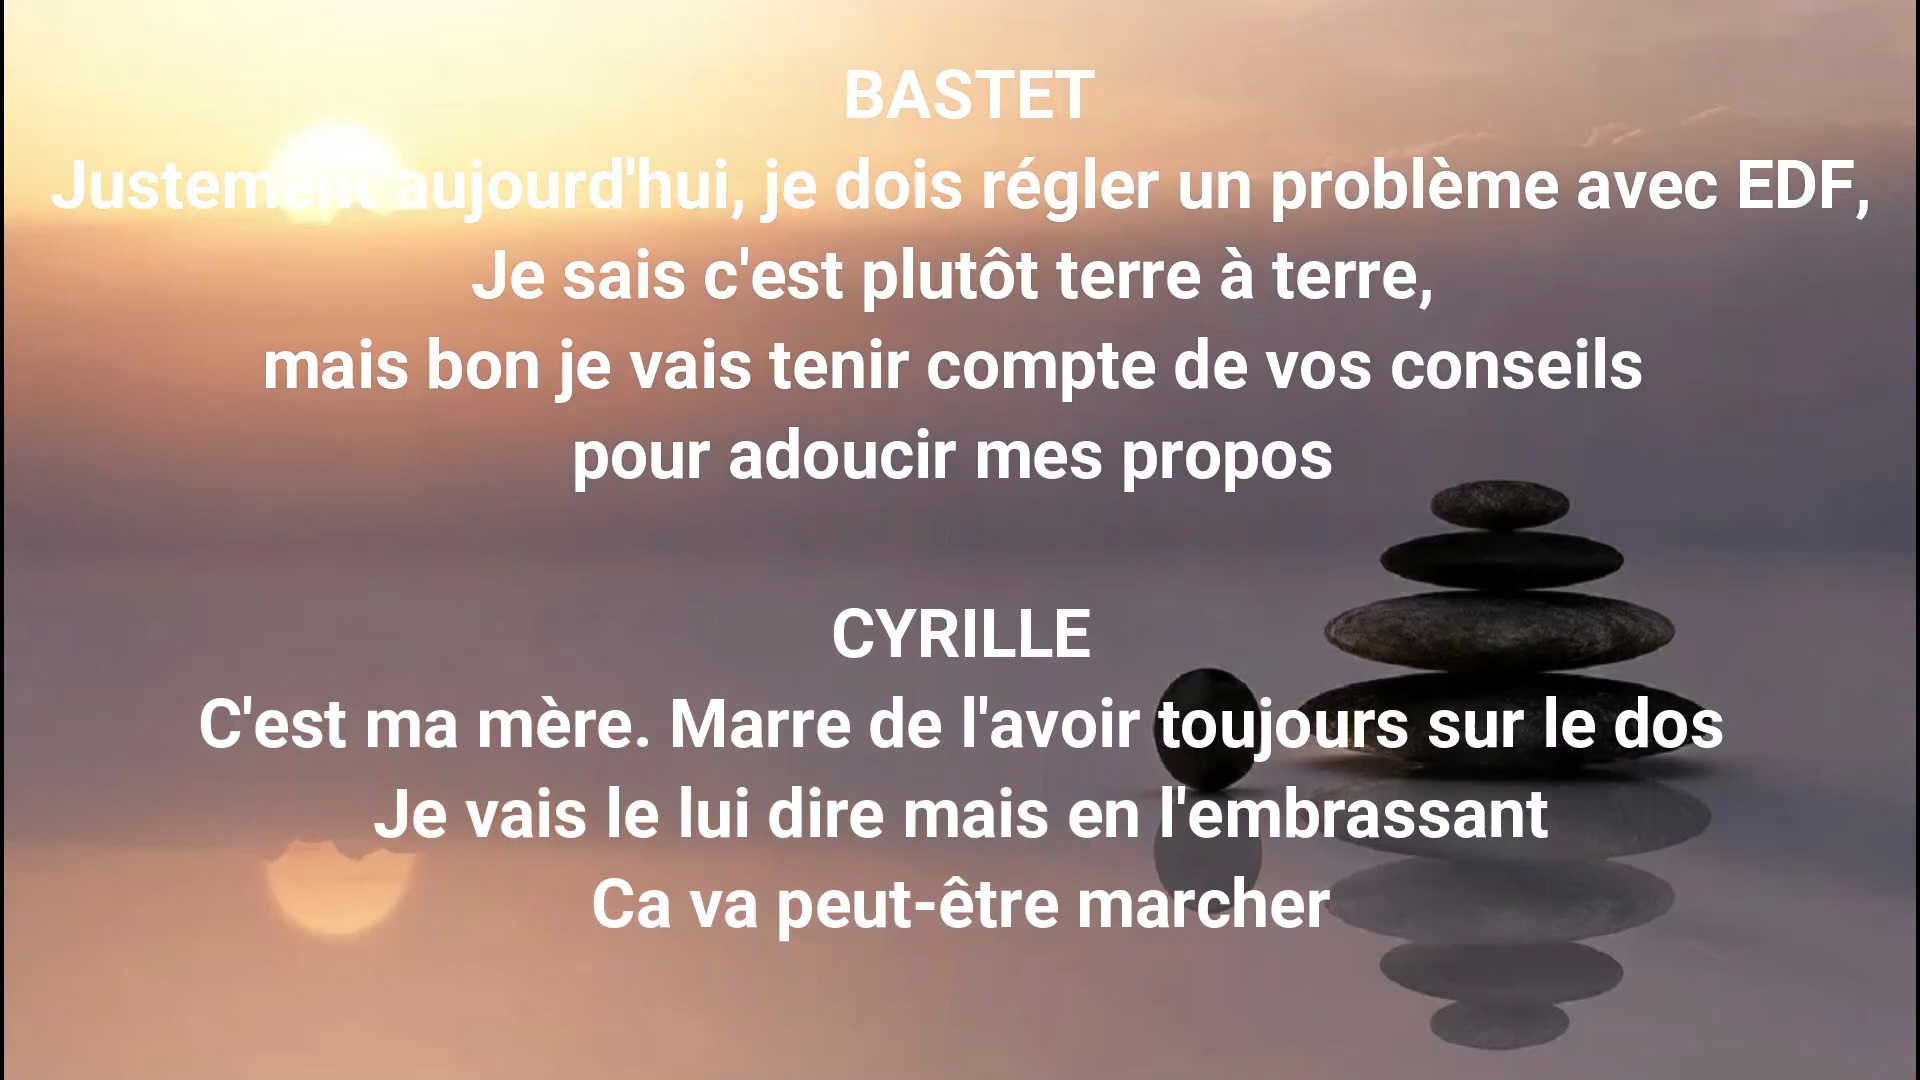 BASTET
Justement aujourd'hui, je dois régler un problème avec EDF,
Je sais c'est plutôt terre à terre,
mais bon je vais tenir compte de vos conseils
pour adoucir mes propos
CYRILLE
C'est ma mère. Marre de l'avoir toujours sur le dos
Je vais le lui dire mais en l'embrassant
Ca va peut-être marcher